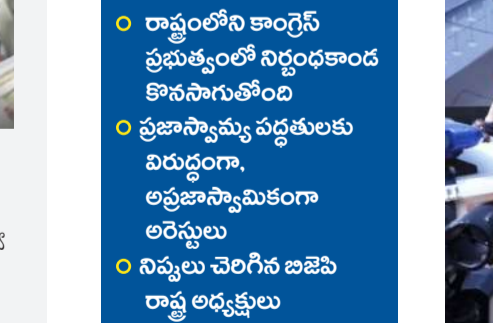 రాష్ట్రంలోని కాంగ్రెస్
ప్రభుత్వంలో నిర్బంధకాండ
కొనసాగుతోంది
ప్రజాస్వామ్య పద్ధతులకు
విరుద్ధంగా,
అప్రజాస్వామికంగా
అరెస్టులు
నిప్పులు చెరిగిన బిజెపి
రాష్ట్ర అధ్యక్షులు